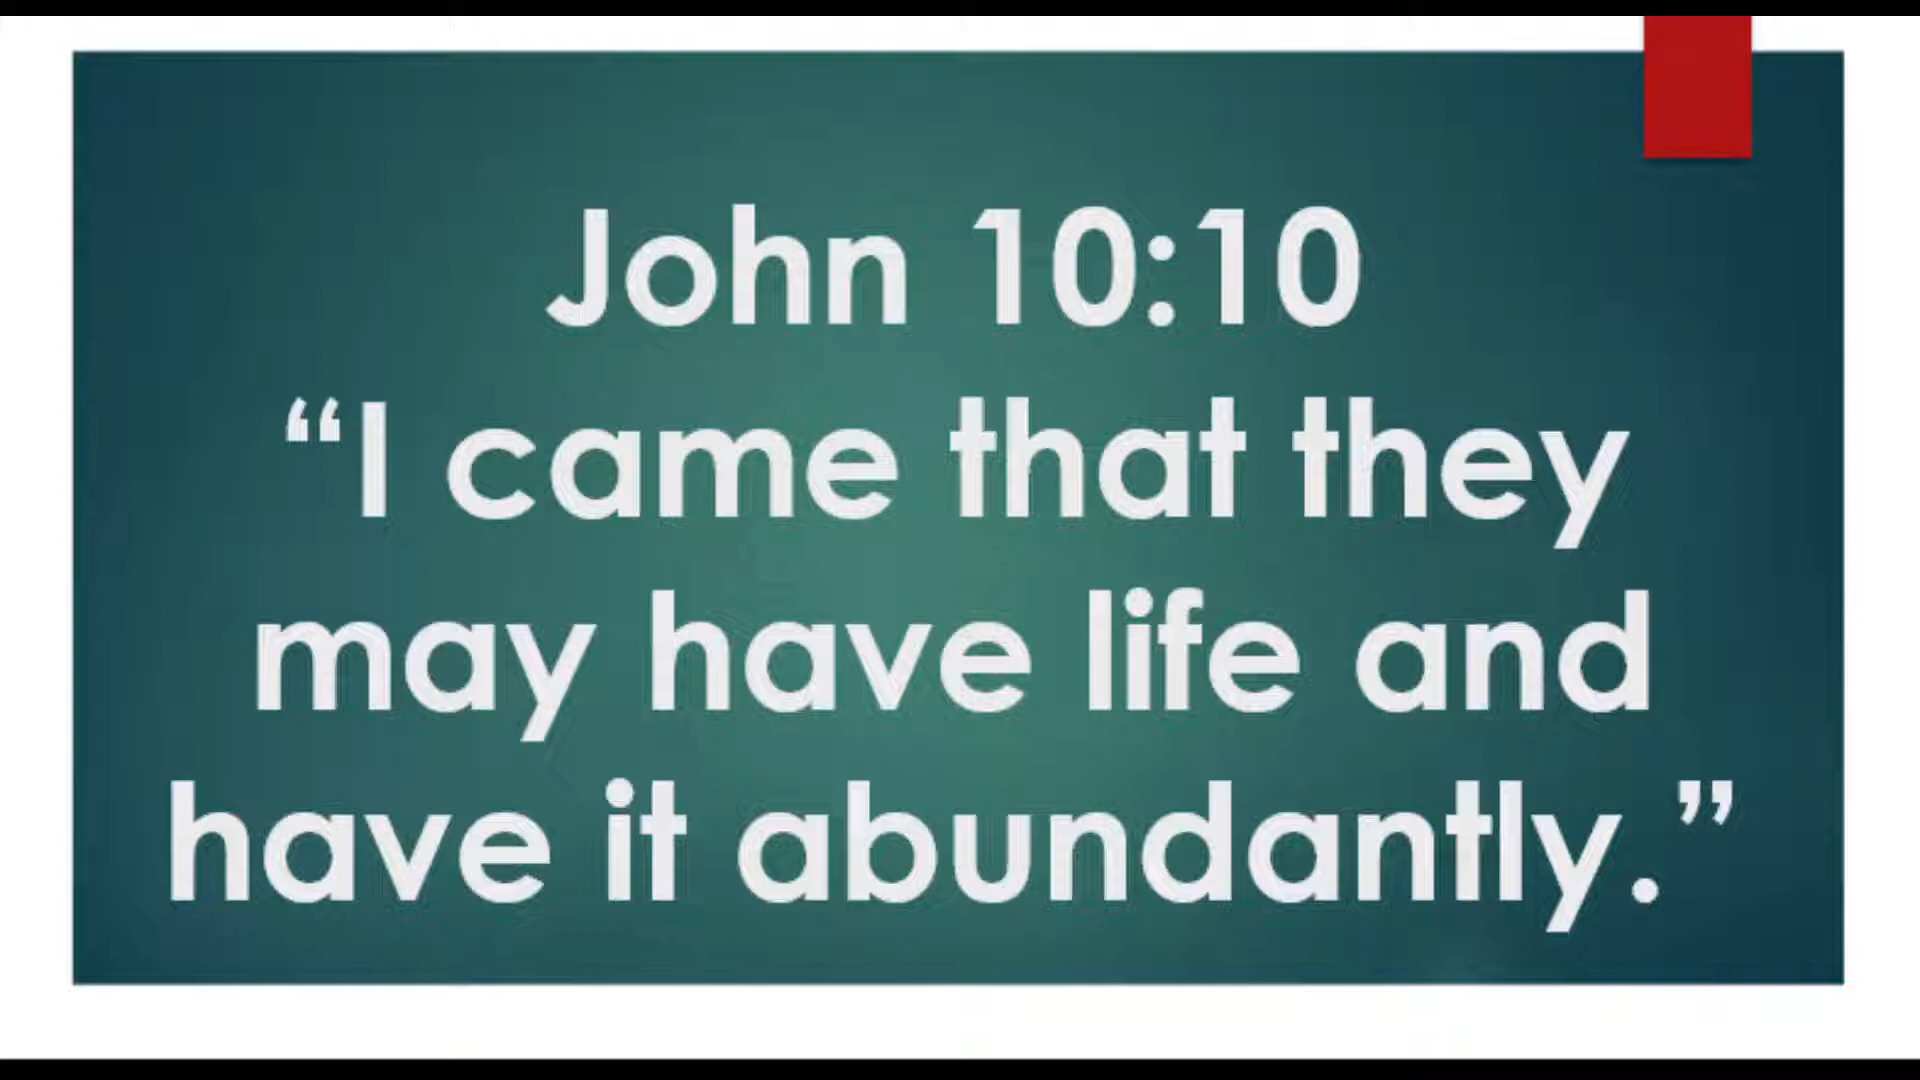 John 10:10
“I came that they
may have life and
have it abundantly.”